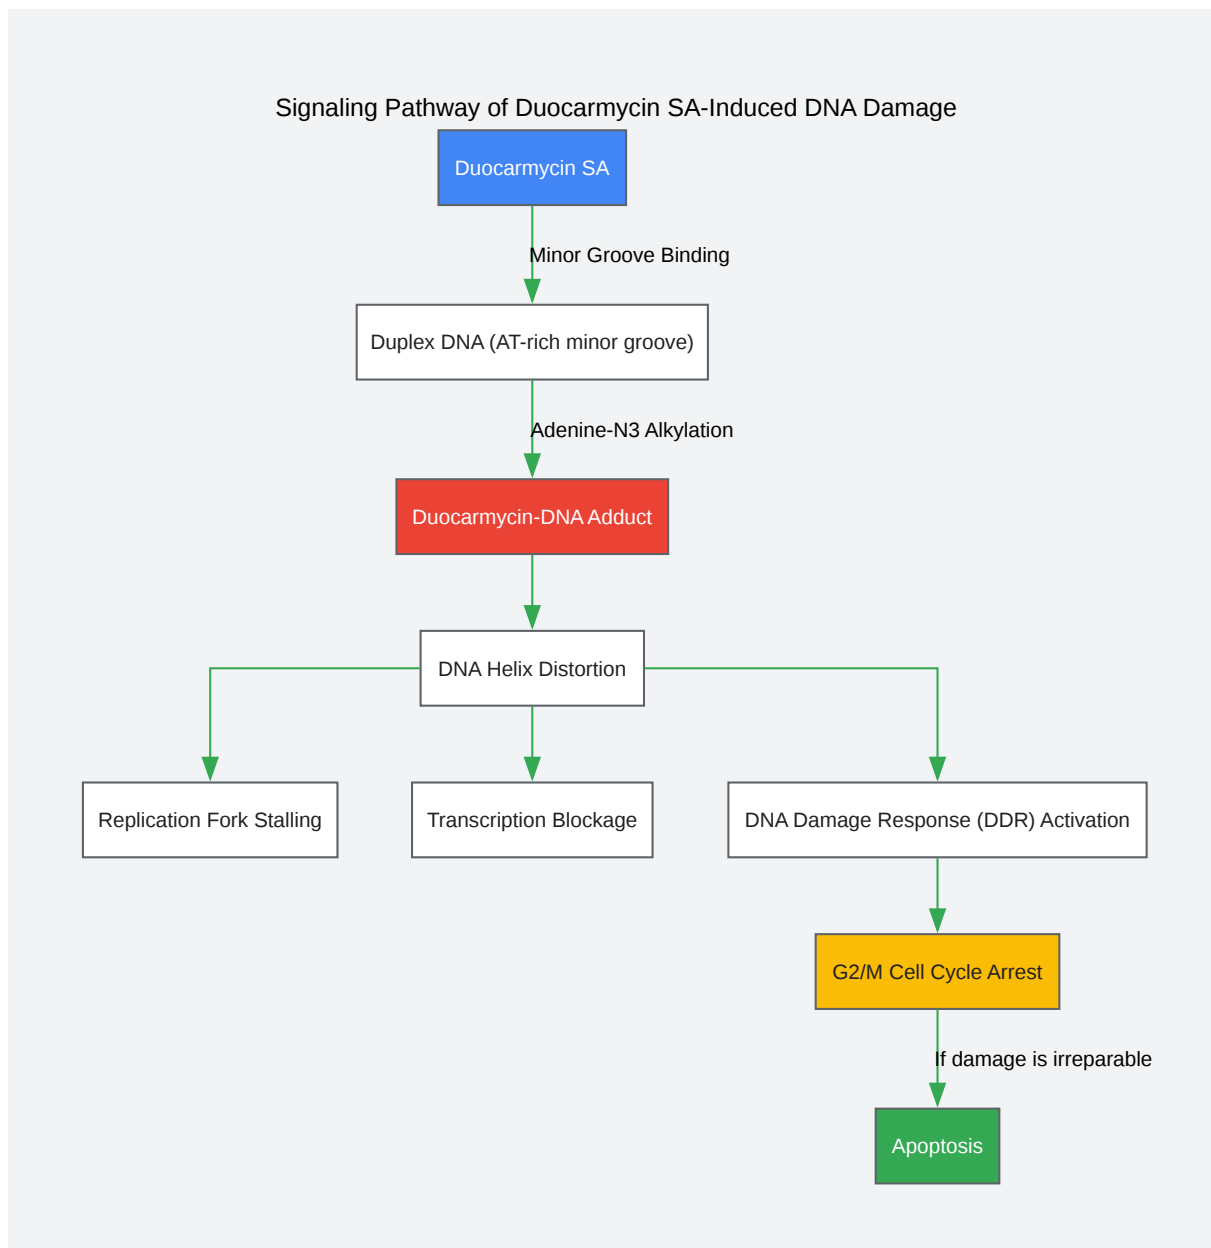 Signaling Pathway of Duocarmycin SA-Induced DNA Damage
Duocarmycin SA
Minor Groove Binding
Duplex DNA (AT-rich minor groove)
Adenine-N3 Alkylation
Duocarmycin-DNA Adduct
DNA Helix Distortion
Replication Fork Stalling
Transcription Blockage
DNA Damage Response (DDR) Activation
G2/M Cell Cycle Arrest
If damage is irreparable
Apoptosis